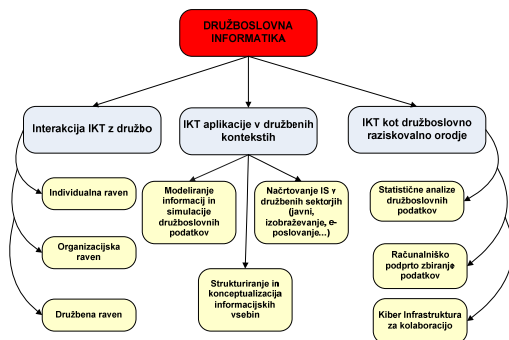 DRUŽBOSLOVNA
INFORMATIKA
Interakcija IKT z družbo
IKT aplikacije v družbenih
kontekstih
IKT kot družboslovno
raziskovalno orodje
Individualna raven
Organizacijska
raven
Družbena raven
Modeliranje
informacij in
simulacije
družboslovnih
podatkov
Načrtovanje IS v
družbenih sektorjih
(javni,
izobraževanje, e-
poslovanje...)
Strukturiranje in
konceptualizacija
informacijskih
vsebin
Statistične analize
družboslovnih
podatkov
Računalniško
podprto zbiranje
podatkov
Kiber Infrastruktura
za kolaboracijo